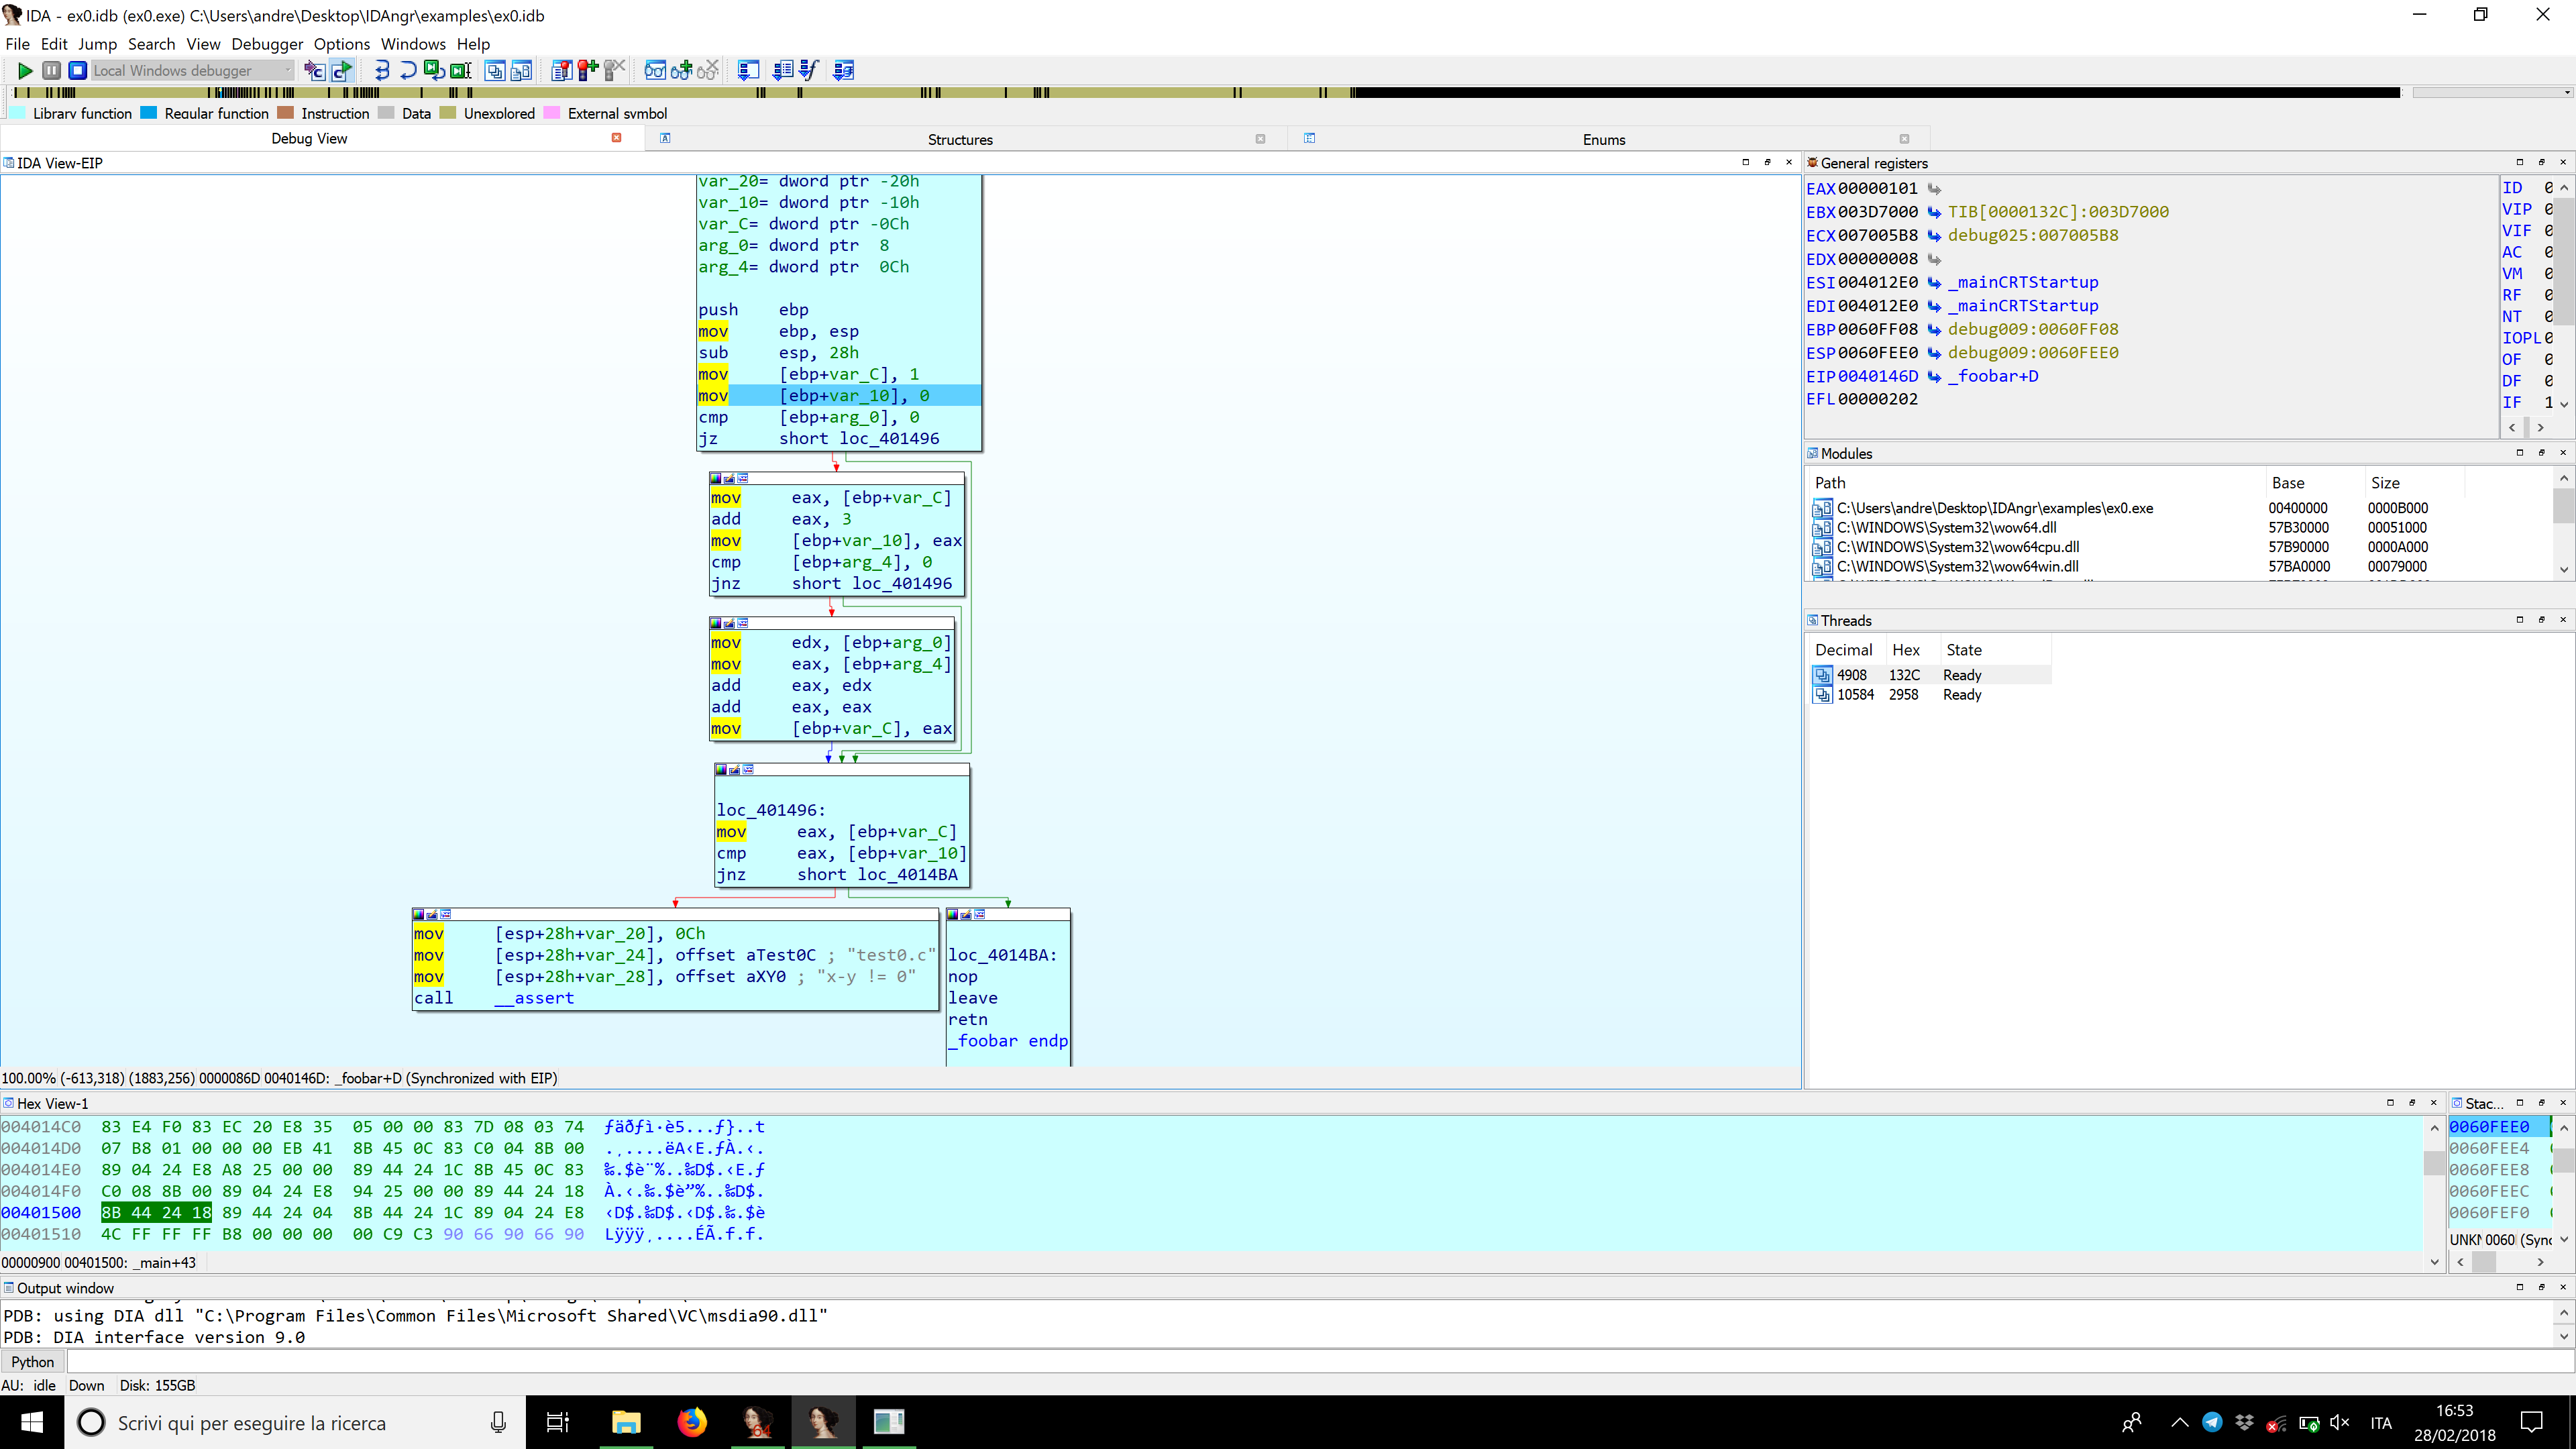 IDA - ex0.idb (ex0.exe) C:\Users\andre\Desktop\IDAngr\examples\ex0.idb
File Edit Jump Search View Debugger Options Windows Help
Local Windows debugger
Library function Regular function Instruction Data Unexplored External symbol
Debug View Structures Enums
IDA View-EIP
var_20= dword ptr -20h
var_10= dword ptr -10h
var_C= dword ptr -0Ch
arg_0= dword ptr 8
arg_4= dword ptr 0Ch
push ebp
mov ebp, esp
sub esp, 28h
mov [ebp+var_C], 1
mov [ebp+var_10], 0
cmp [ebp+arg_0], 0
jz short loc_401496
mov eax, [ebp+var_C]
add eax, 3
mov [ebp+var_10], eax
cmp [ebp+arg_4], 0
jnz short loc_401496
mov edx, [ebp+arg_0]
mov eax, [ebp+arg_4]
add eax, edx
add eax, eax
mov [ebp+var_C], eax
loc_401496:
mov eax, [ebp+var_C]
cmp eax, [ebp+var_10]
jnz short loc_4014BA
mov [esp+28h+var_20], 0Ch
mov [esp+28h+var_24], offset aTest0C ; "test0.c"
mov [esp+28h+var_28], offset aXY0 ; "x-y != 0"
call __assert
loc_4014BA:
nop
leave
retn
_foobar endp
100.00% (-613,318) (1883,256) 0000086D 0040146D: _foobar+D (Synchronized with EIP)
General registers
EAX 00000101
EBX 003D7000 TIB[0000132C]:003D7000
ECX 007005B8 debug025:007005B8
EDX 00000008
ESI 004012E0 _mainCRTStartup
EDI 004012E0 _mainCRTStartup
EBP 0060FF08 debug009:0060FF08
ESP 0060FEE0 debug009:0060FEE0
EIP 0040146D _foobar+D
EFL 00000202
ID 0
VIP 0
VIF 0
AC 0
VM 0
RF 0
NT 0
IOPL 0
OF 0
DF 0
IF 1
Modules
Path Base Size
C:\Users\andre\Desktop\IDAngr\examples\ex0.exe 00400000 0000B000
C:\WINDOWS\System32\wow64.dll 57B30000 00051000
C:\WINDOWS\System32\wow64cpu.dll 57B90000 0000A000
C:\WINDOWS\System32\wow64win.dll 57BA0000 00079000
Threads
Decimal Hex State
4908 132C Ready
10584 2958 Ready
Hex View-1
004014C0 83 E4 F0 83 EC 20 E8 35 05 00 00 83 7D 08 03 74 ƒäðƒì·è5...ƒ}..t
004014D0 07 B8 01 00 00 00 EB 41 8B 45 0C 83 C0 04 8B 00 .¸....ëA‹E.ƒÀ.‹.
004014E0 89 04 24 E8 A8 25 00 00 89 44 24 1C 8B 45 0C 83 ‰.$è¨%..‰D$.‹E.ƒ
004014F0 C0 08 8B 00 89 04 24 E8 94 25 00 00 89 44 24 18 À.‹.‰.$è”%..‰D$.
00401500 8B 44 24 18 89 44 24 04 8B 44 24 1C 89 04 24 E8 ‹D$.‰D$.‹D$.‰.$è
00401510 4C FF FF FF B8 00 00 00 00 C9 C3 90 66 90 66 90 Lÿÿÿ¸....ÉÃ.f.f.
00000900 00401500: _main+43
Stac...
0060FEE0
0060FEE4
0060FEE8
0060FEEC
0060FEF0
UNKN 0060 (Sync
Output window
PDB: using DIA dll "C:\Program Files\Common Files\Microsoft Shared\VC\msdia90.dll"
PDB: DIA interface version 9.0
Python
AU: idle Down Disk: 155GB
Scrivi qui per eseguire la ricerca
64
ITA
16:53
28/02/2018